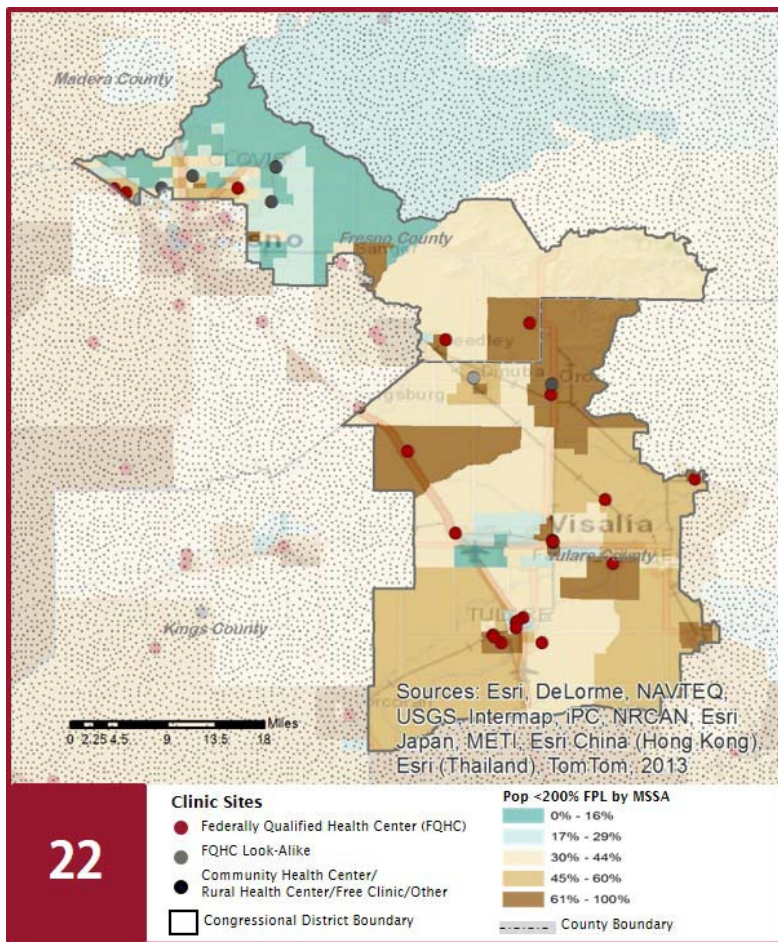 Madera County
CLOVIS
Fresno County
Reedley
Dinuba
Visalia
Tulare County
TULARE
Kings County
Sources: Esri, DeLorme, NAVTEQ,
USGS, Intermap, iPC, NRCAN, Esri
Japan, METI, Esri China (Hong Kong),
Esri (Thailand), TomTom, 2013
Miles
0 2.25 4.5 9 13.5 18
22
Clinic Sites
Federally Qualified Health Center (FQHC)
FQHC Look-Alike
Community Health Center/
Rural Health Center/Free Clinic/Other
Congressional District Boundary
Pop <200% FPL by MSSA
0% - 16%
17% - 29%
30% - 44%
45% - 60%
61% - 100%
County Boundary